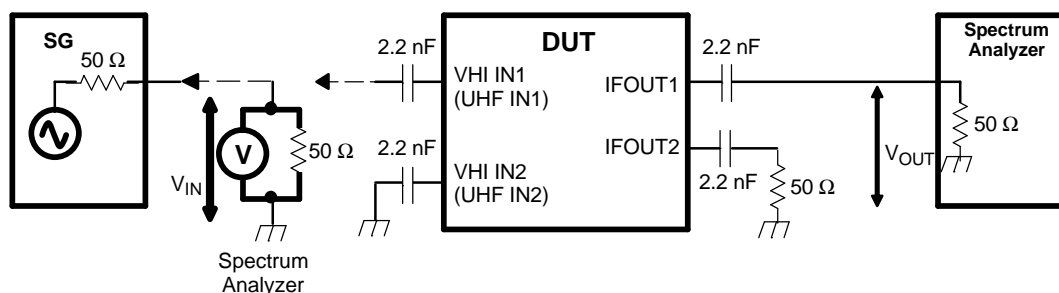 SG
50 Ω
VIN
V
50 Ω
Spectrum
Analyzer
2.2 nF
2.2 nF
DUT
VHI IN1
(UHF IN1)
VHI IN2
(UHF IN2)
IFOUT1
IFOUT2
2.2 nF
2.2 nF
50 Ω
VOUT
Spectrum
Analyzer
50 Ω